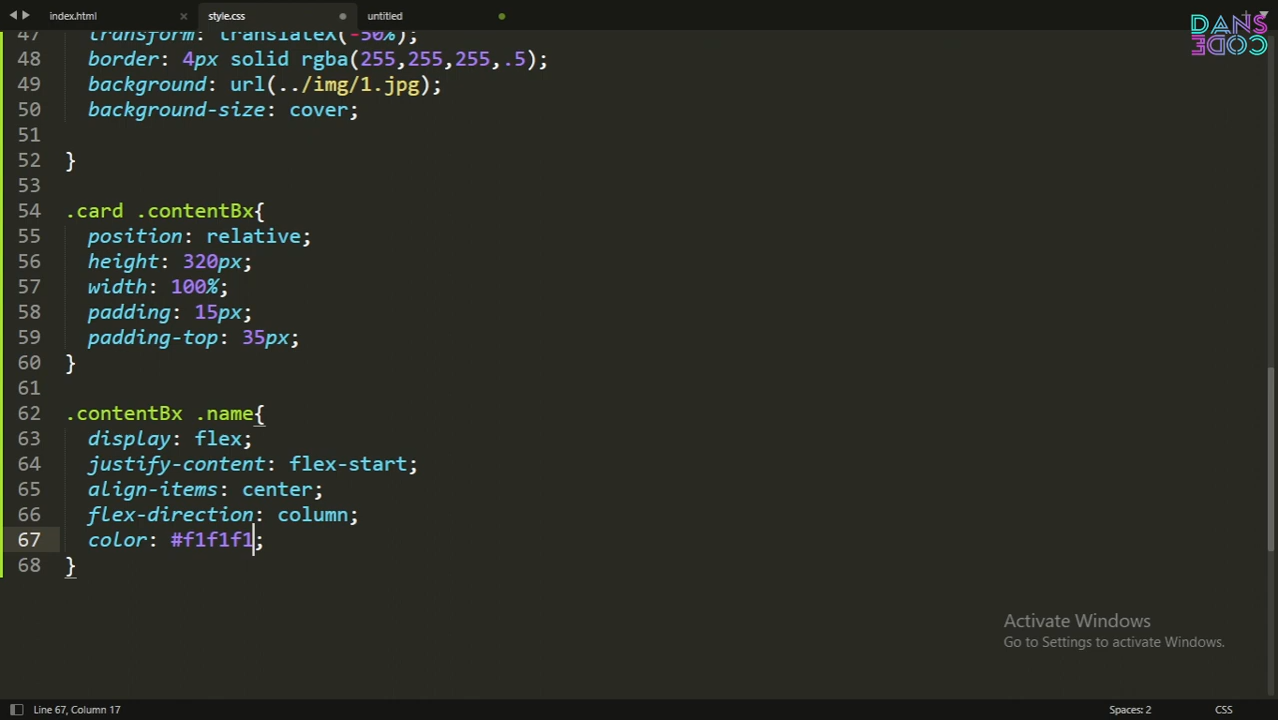 index.html
style.css
untitled
DANS
CODE
47 transform: translateX(-50%);
48 border: 4px solid rgba(255,255,255,.5);
49 background: url(../img/1.jpg);
50 background-size: cover;
51
52 }
53
54 .card .contentBx{
55 position: relative;
56 height: 320px;
57 width: 100%;
58 padding: 15px;
59 padding-top: 35px;
60 }
61
62 .contentBx .name{
63 display: flex;
64 justify-content: flex-start;
65 align-items: center;
66 flex-direction: column;
67 color: #f1f1f1;
68 }
Activate Windows
Go to Settings to activate Windows.
Line 67, Column 17
Spaces: 2
CSS